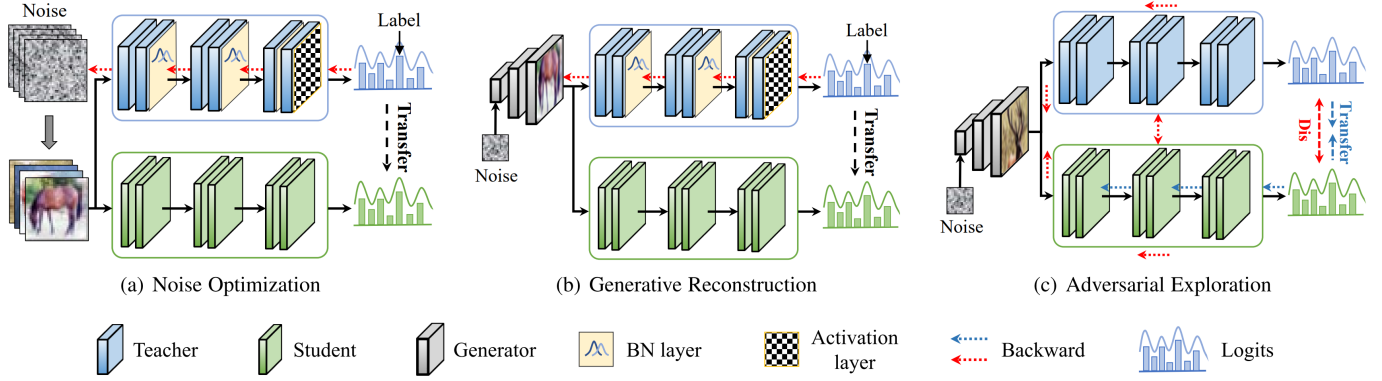 Noise
Label
Transfer
(a) Noise Optimization
Noise
Label
Transfer
(b) Generative Reconstruction
Noise
Dis
Transfer
(c) Adversarial Exploration
Teacher
Student
Generator
BN layer
Activation
layer
Backward
Logits